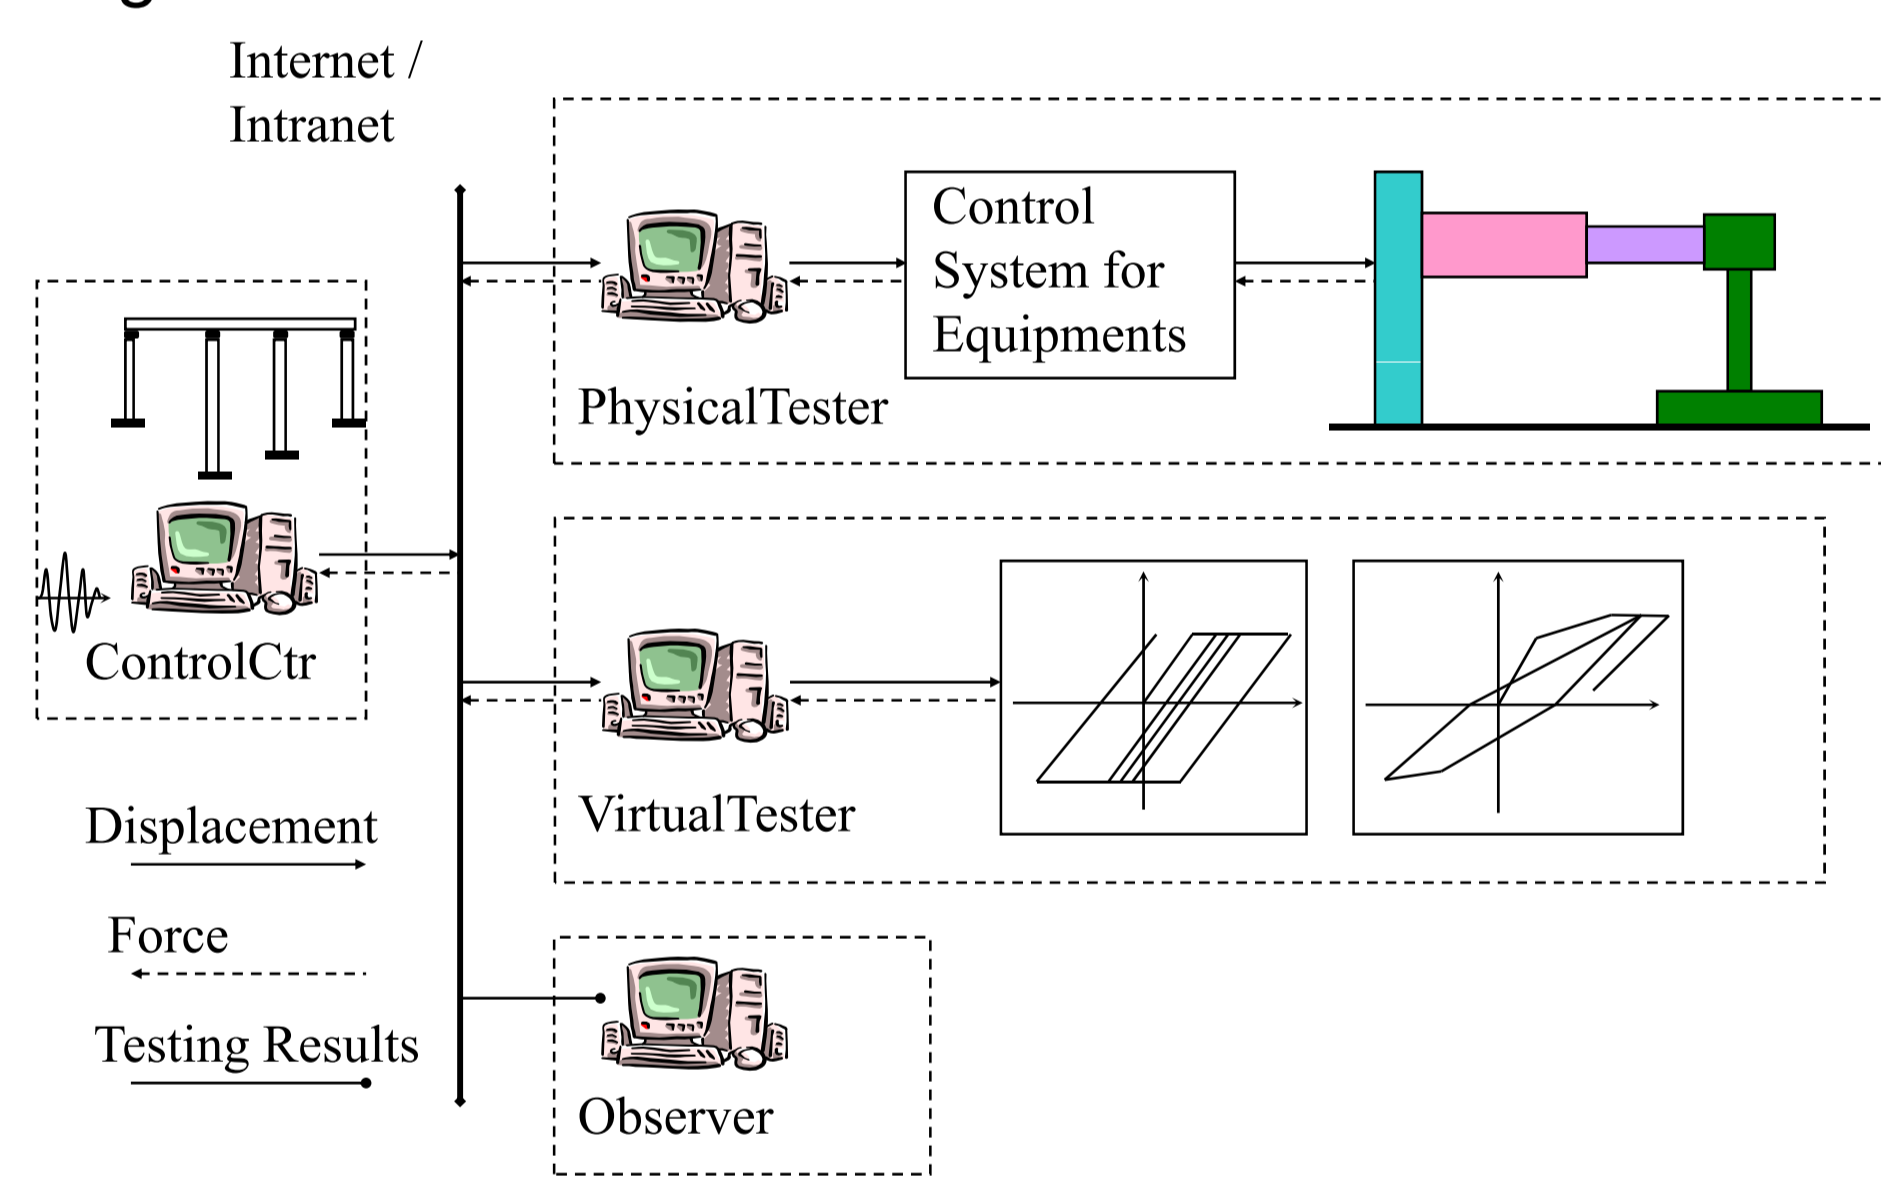 Internet /
Intranet
Control
System for
Equipments
PhysicalTester
ControlCtr
VirtualTester
Displacement
Force
Testing Results
Observer